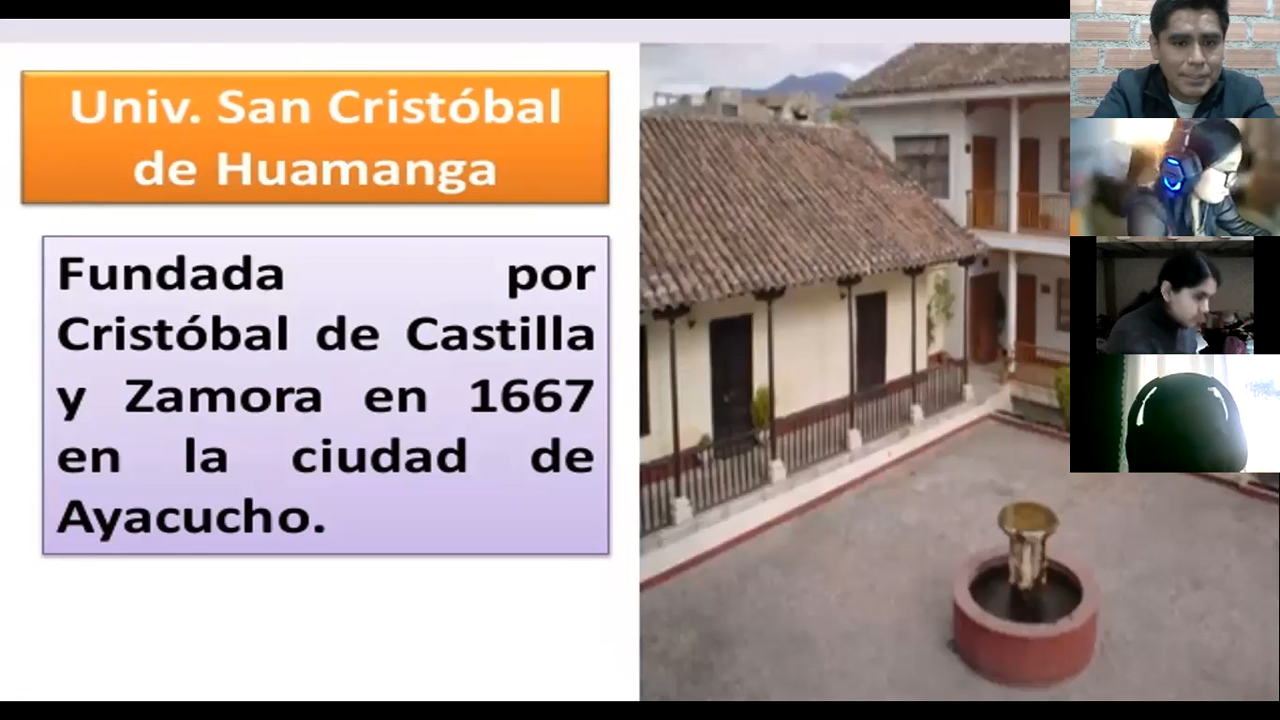 Univ. San Cristóbal
de Huamanga
Fundada por
Cristóbal de Castilla
y Zamora en 1667
en la ciudad de
Ayacucho.